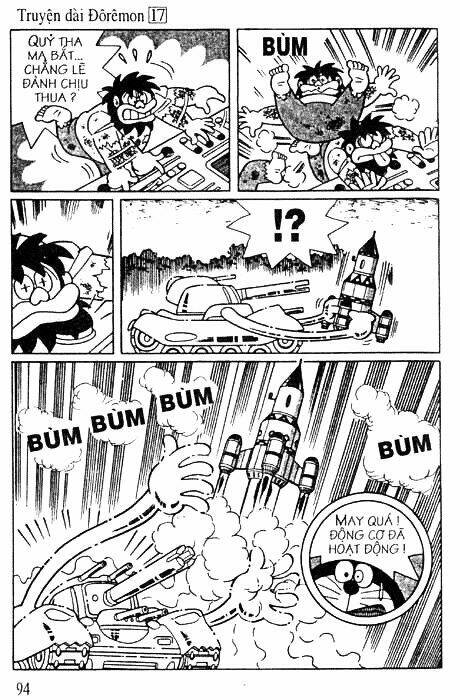 Truyện dài Đôrêmon 17
QUỶ THA
MA BẮT...
CHẲNG LẼ
ĐÀNH CHỊU
THUA ?
BÙM
!?
BÙM
BÙM
BÙM
BÙM
MAY QUÁ !
ĐỘNG CƠ ĐÃ
HOẠT ĐỘNG !
94